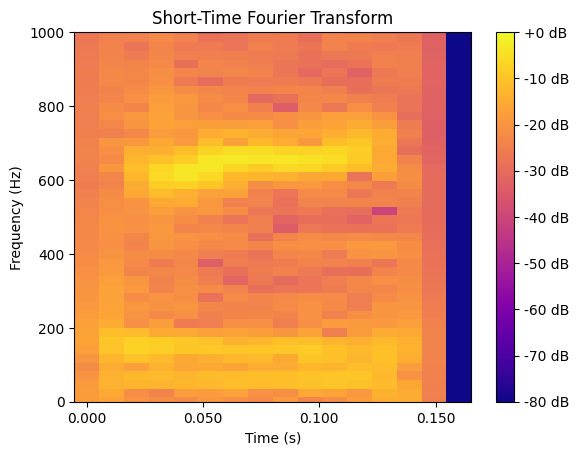 Short-Time Fourier Transform
1000
800
600
400
200
0
Frequency (Hz)
0.000
0.050
0.100
0.150
Time (s)
+0 dB
-10 dB
-20 dB
-30 dB
-40 dB
-50 dB
-60 dB
-70 dB
-80 dB